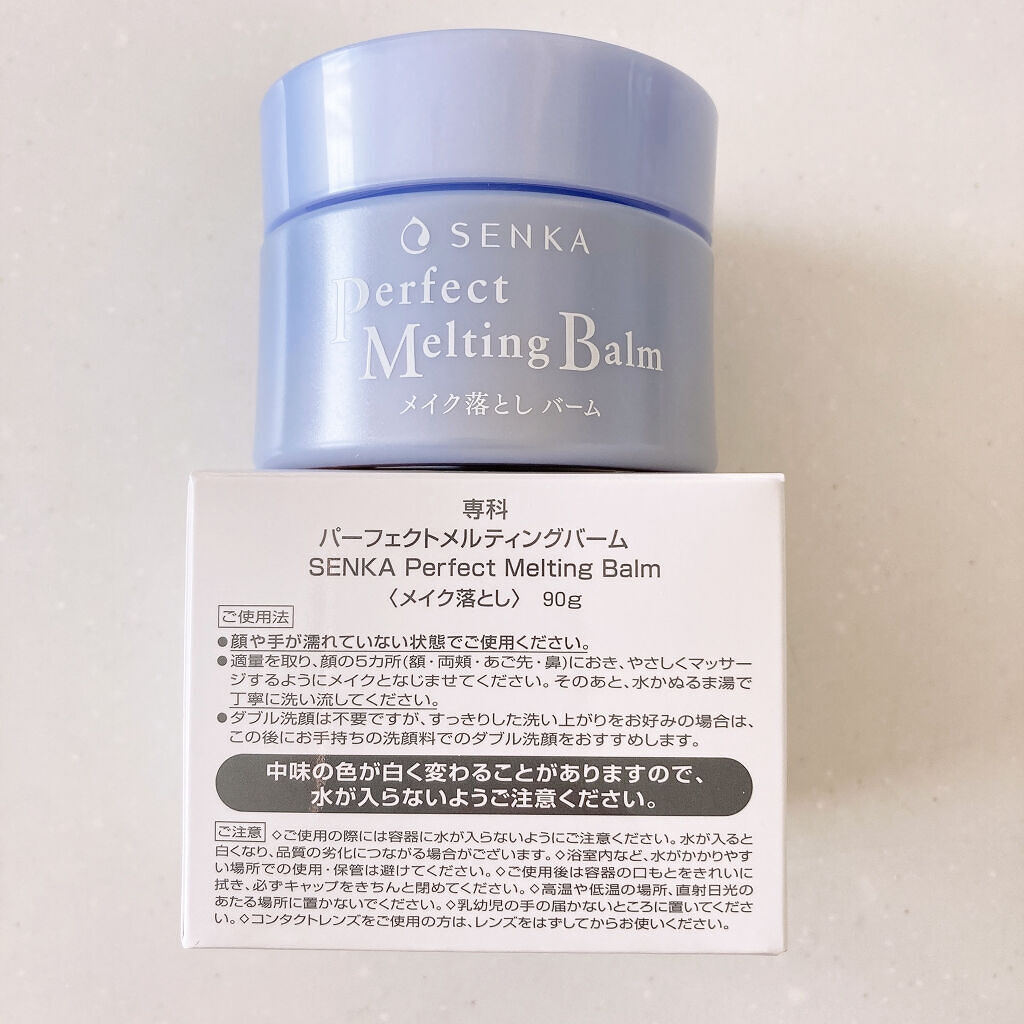 SENKA
Perfect
Melting Balm
メイク落とし バーム
専科
パーフェクトメルティングバーム
SENKA Perfect Melting Balm
〈メイク落とし〉 90g
ご使用法
●顔や手が濡れていない状態でご使用ください。
●適量を取り、顔の5カ所(額・両頬・あご先・鼻)におき、やさしくマッサー
ジするようにメイクとなじませてください。そのあと、水かぬるま湯で
丁寧に洗い流してください。
●ダブル洗顔は不要ですが、すっきりした洗い上がりをお好みの場合は、
この後にお手持ちの洗顔料でのダブル洗顔をおすすめします。
中味の色が白く変わることがありますので、
水が入らないようご注意ください。
ご注意 ◇ご使用の際には容器に水が入らないようにご注意ください。水が入ると
白くなり、品質の劣化につながる場合がございます。◇浴室内など、水がかかりやす
い場所での使用・保管は避けてください。◇ご使用後は容器の口もとをきれいに
拭き、必ずキャップをきちんと閉めてください。◇高温や低温の場所、直射日光の
あたる場所に置かないでください。◇乳幼児の手の届かないところに置いてくださ
い。◇コンタクトレンズをご使用の方は、レンズをはずしてからお使いください。